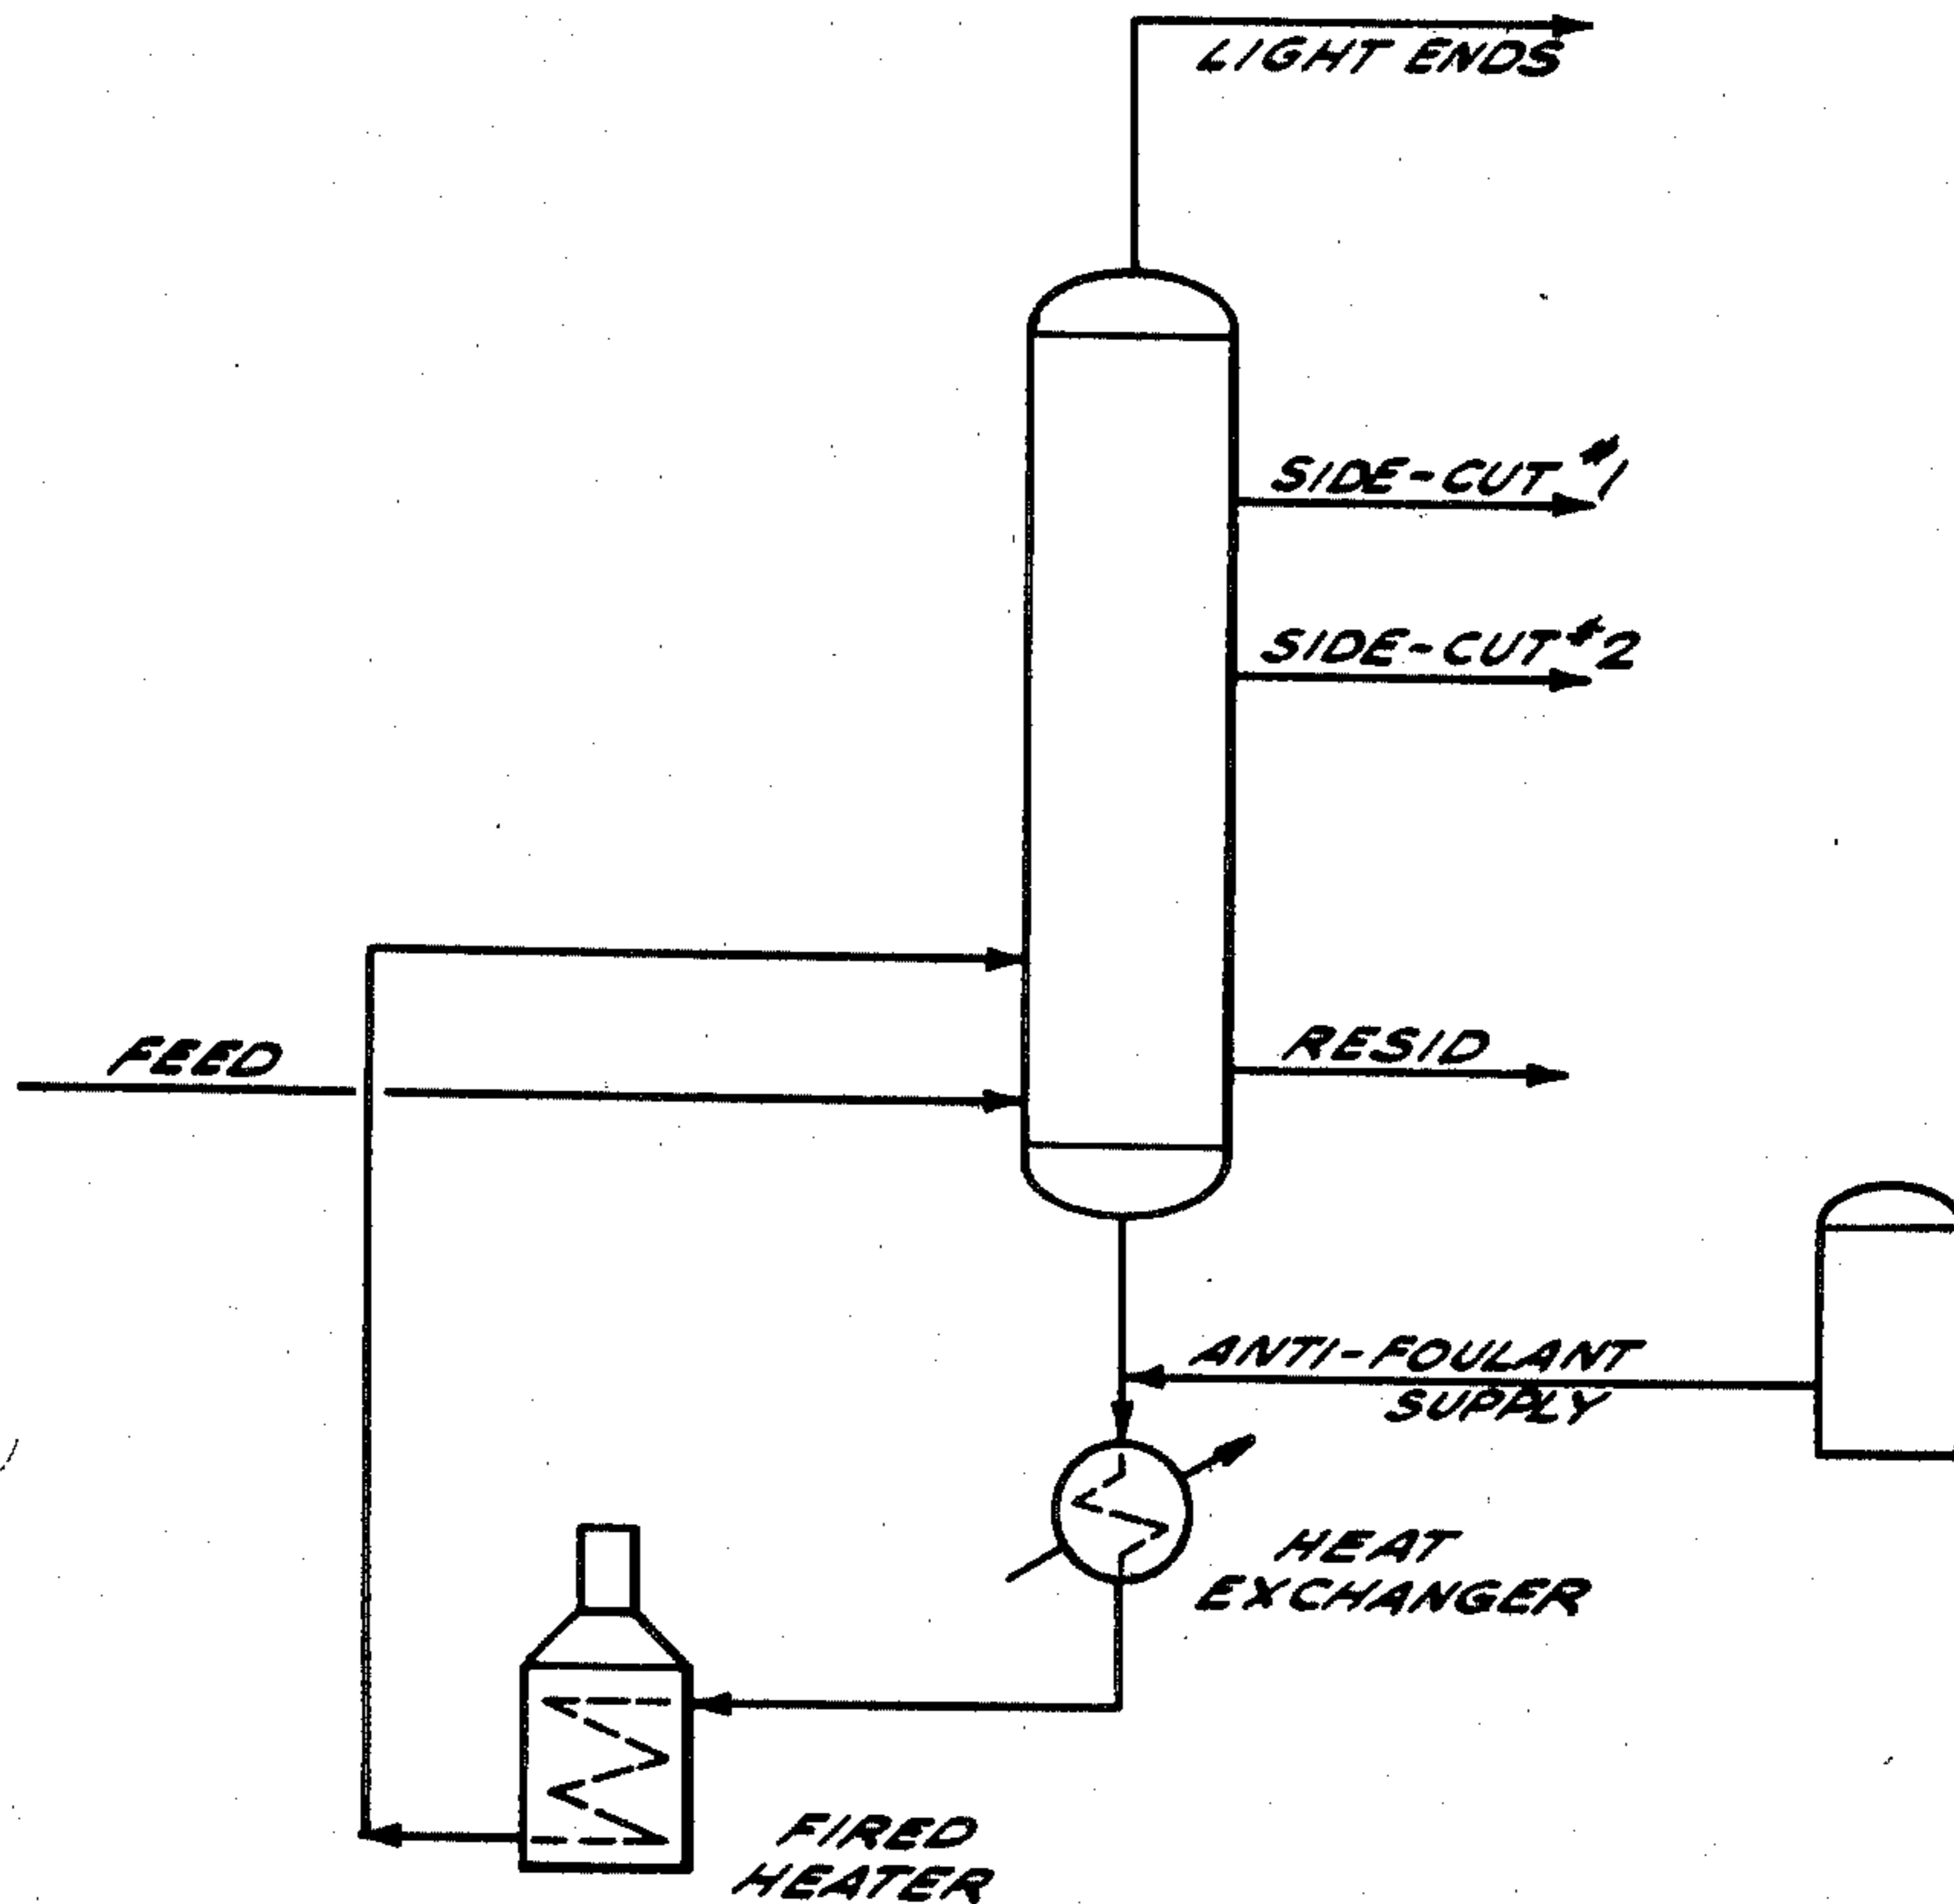 LIGHT ENDS
SIDE-CUT #1
SIDE-CUT #2
FEED
RESID
ANTI-FOULANT
SUPPLY
HEAT
EXCHANGER
FIRED
HEATER